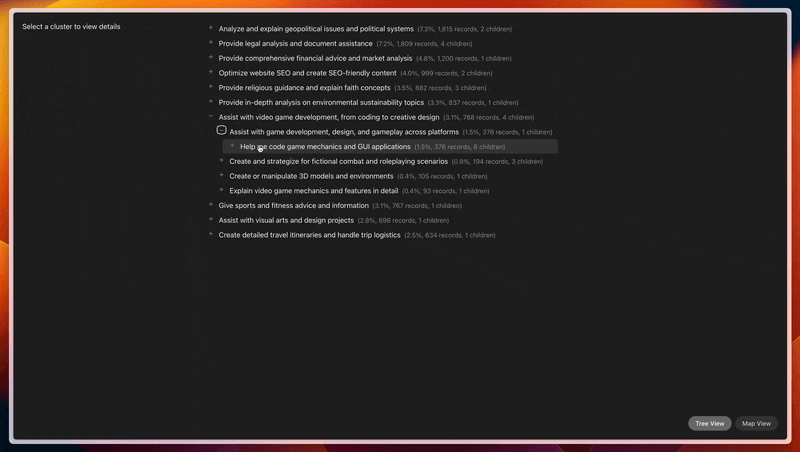 Select a cluster to view details
+ Analyze and explain geopolitical issues and political systems (7.3%, 1,815 records, 2 children)
+ Provide legal analysis and document assistance (7.2%, 1,809 records, 4 children)
+ Provide comprehensive financial advice and market analysis (4.8%, 1,200 records, 1 children)
+ Optimize website SEO and create SEO-friendly content (4.0%, 999 records, 2 children)
+ Provide religious guidance and explain faith concepts (3.5%, 882 records, 3 children)
+ Provide in-depth analysis on environmental sustainability topics (3.3%, 837 records, 1 children)
− Assist with video game development, from coding to creative design (3.1%, 768 records, 4 children)
− Assist with game development, design, and gameplay across platforms (1.5%, 376 records, 1 children)
+ Help me code game mechanics and GUI applications (1.5%, 376 records, 6 children)
+ Create and strategize for fictional combat and roleplaying scenarios (0.8%, 194 records, 3 children)
+ Create or manipulate 3D models and environments (0.4%, 105 records, 1 children)
+ Explain video game mechanics and features in detail (0.4%, 93 records, 1 children)
+ Give sports and fitness advice and information (3.1%, 767 records, 1 children)
+ Assist with visual arts and design projects (2.8%, 698 records, 1 children)
+ Create detailed travel itineraries and handle trip logistics (2.5%, 634 records, 1 children)
Tree View
Map View